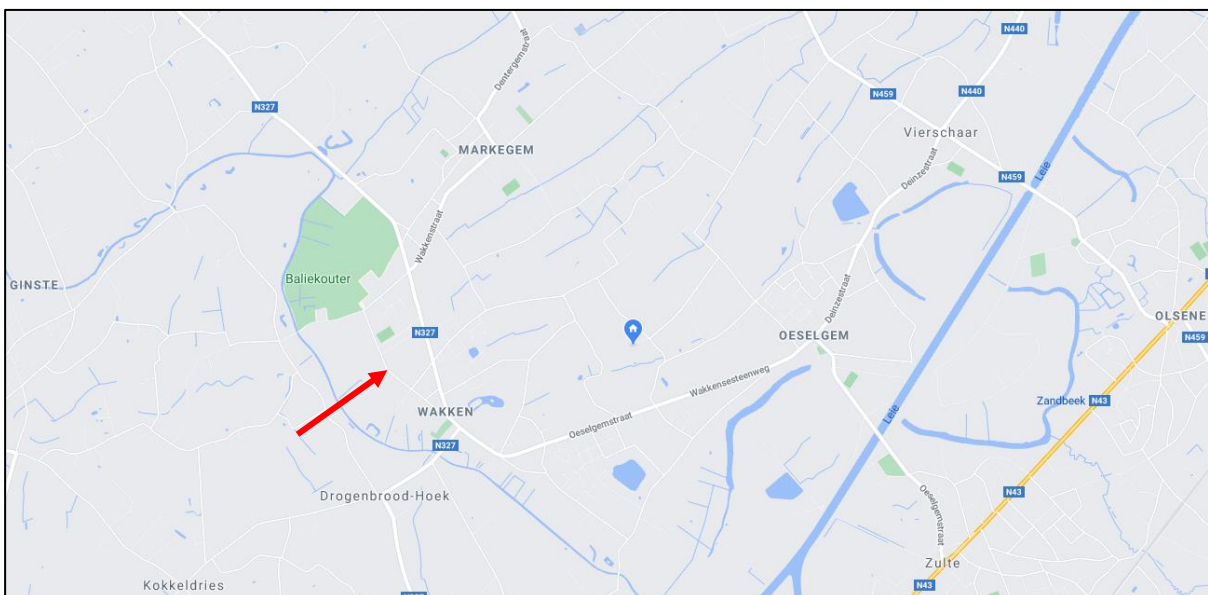 N440
N327
Dentergemstr
N459
N440
Vierschaar
MARKEGEM
Deinzestraat
N459
Leie
Wakkenstraat
Baliekouter
GINSTE
Deinzestraat
OLSENE
N327
OESELGEM
N459
Wakkensesteenweg
Zandbeek N43
WAKKEN
Leie
Oeselgemstraat
N327
Drogenbrood-Hoek
N43
Oeselgemstraat
Zulte
Kokkeldries
N43